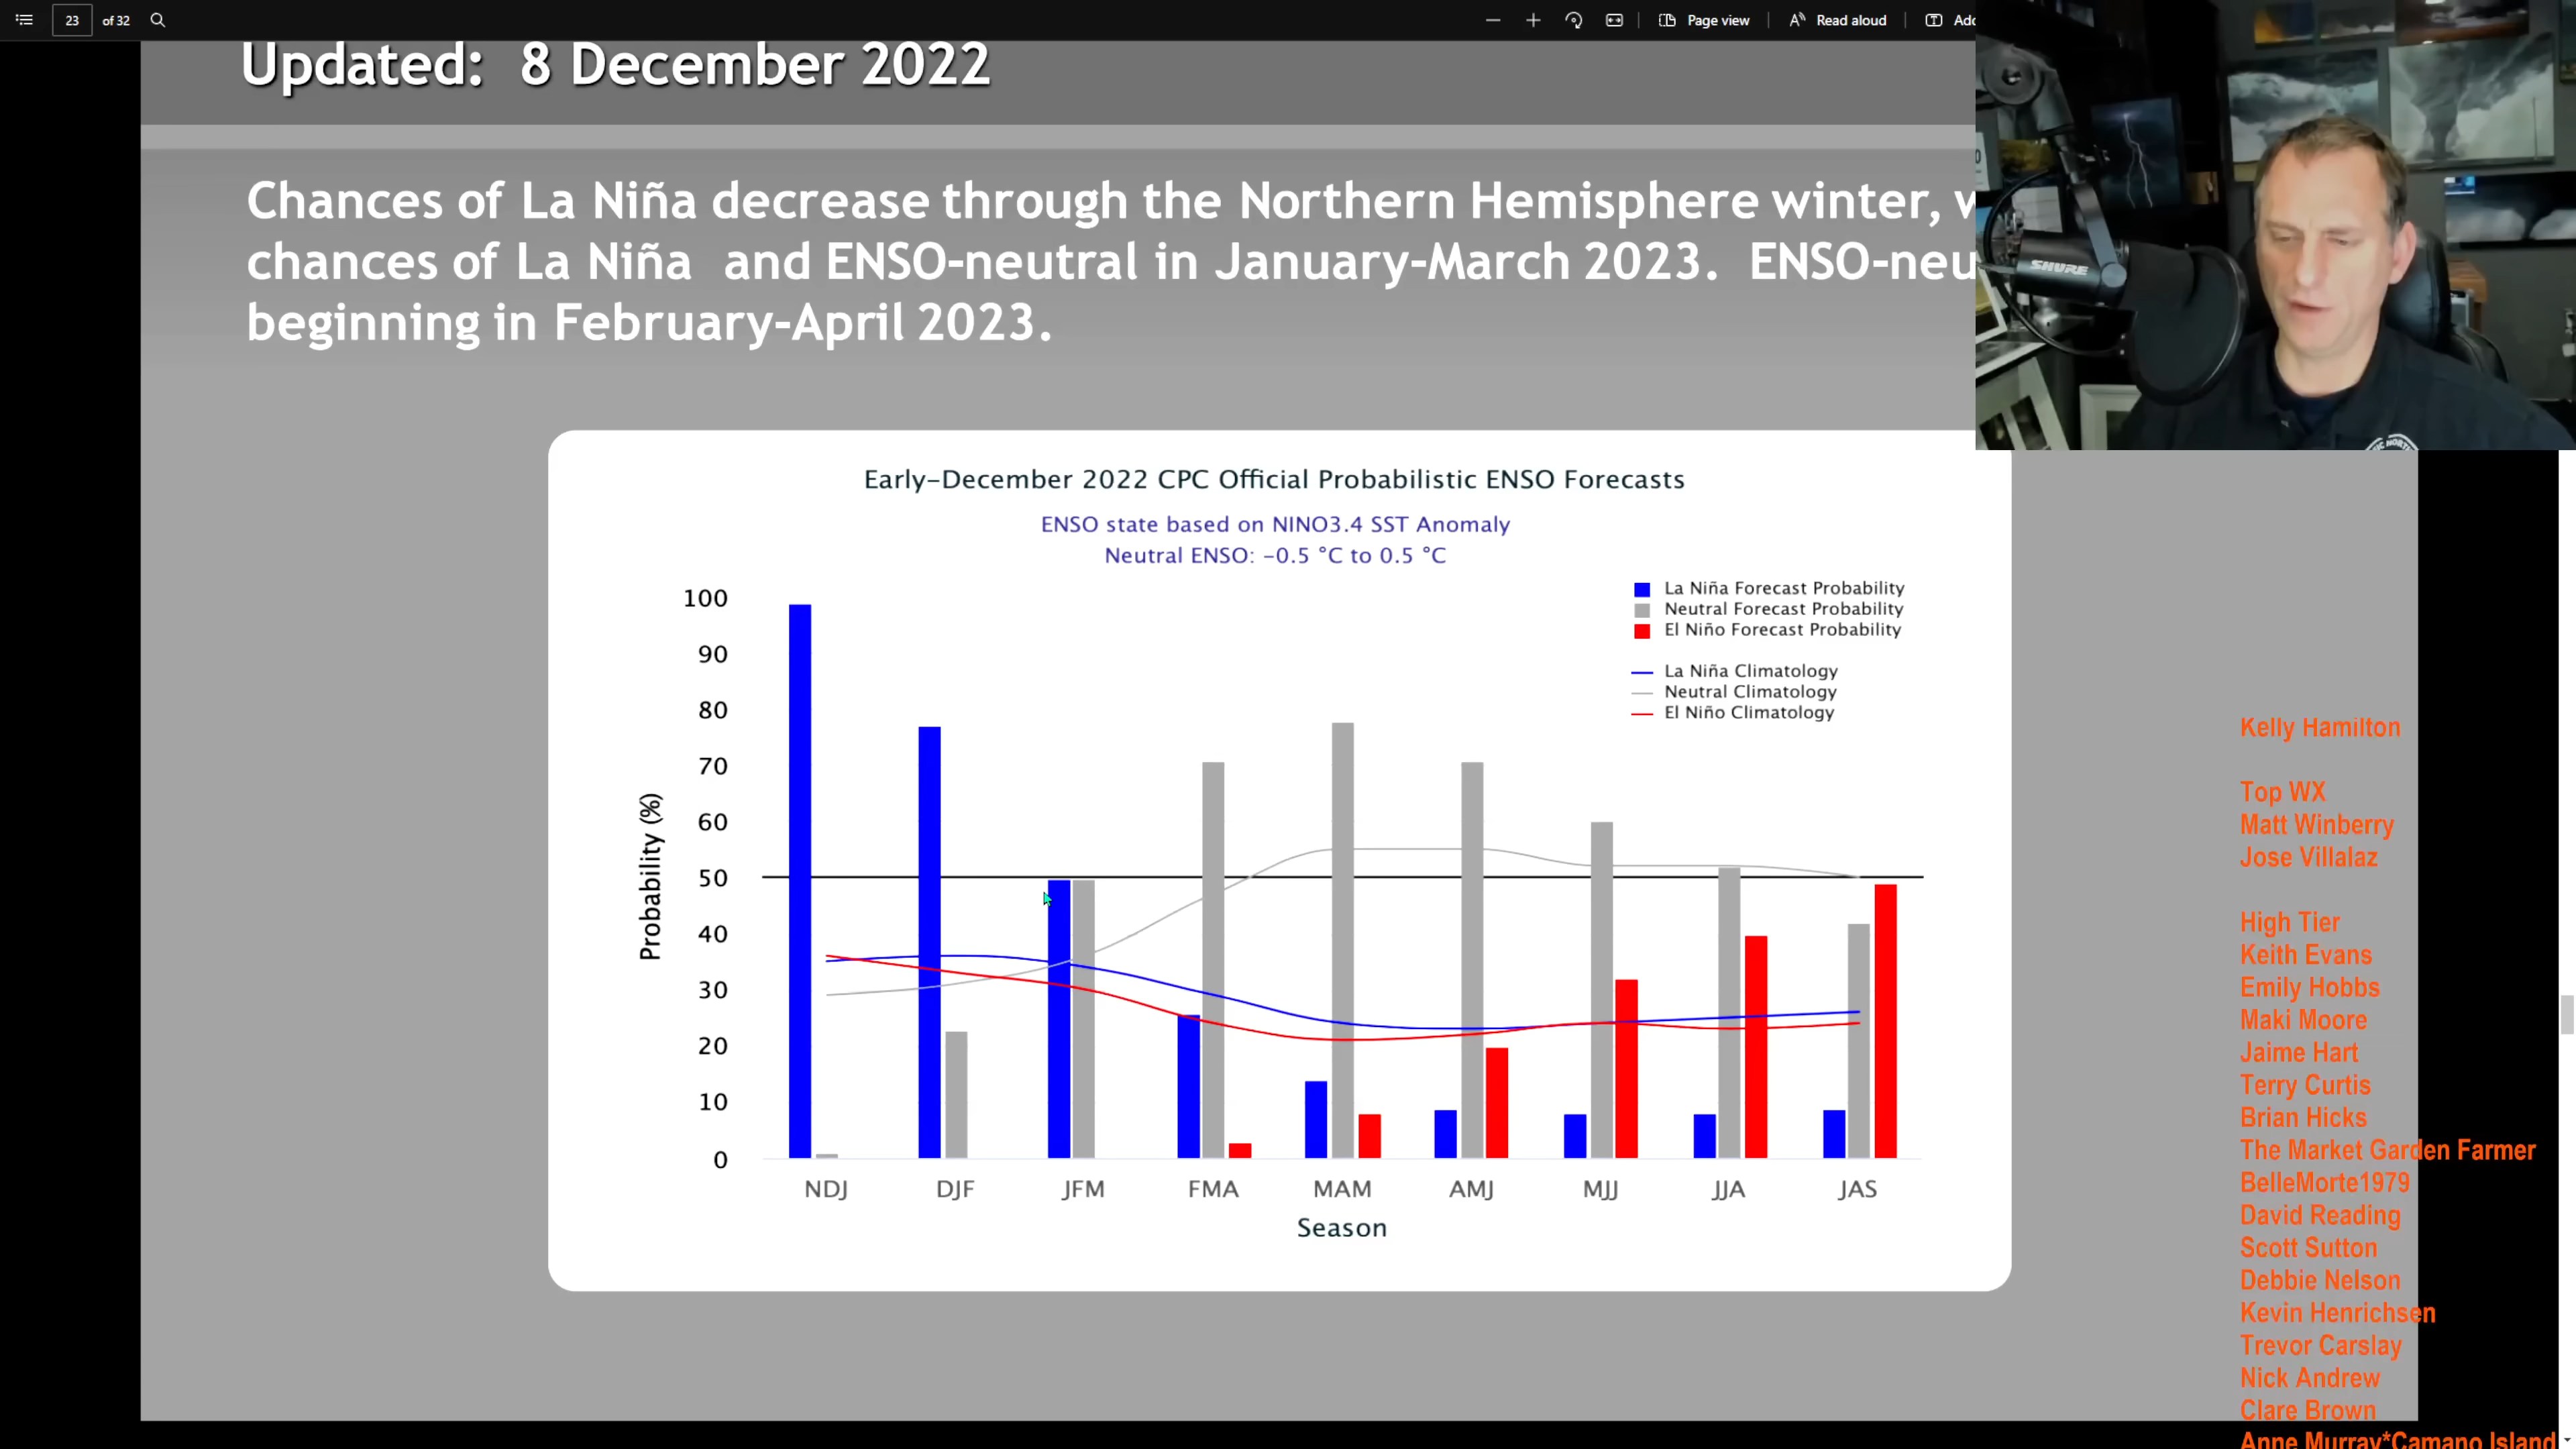 23 of 32 Page view Read aloud
Updated: 8 December 2022
Chances of La Niña decrease through the Northern Hemisphere winter,
chances of La Niña and ENSO-neutral in January-March 2023. ENSO-neu
beginning in February-April 2023.
SHURE
Early-December 2022 CPC Official Probabilistic ENSO Forecasts
ENSO state based on NINO3.4 SST Anomaly
Neutral ENSO: -0.5 °C to 0.5 °C
La Niña Forecast Probability
Neutral Forecast Probability
El Niño Forecast Probability
La Niña Climatology
Neutral Climatology
El Niño Climatology
Probability (%)
100
90
80
70
60
50
40
30
20
10
0
NDJ DJF JFM FMA MAM AMJ MJJ JJA JAS
Season
Kelly Hamilton
Top WX
Matt Winberry
Jose Villalaz
High Tier
Keith Evans
Emily Hobbs
Maki Moore
Jaime Hart
Terry Curtis
Brian Hicks
The Market Garden Farmer
BelleMorte1979
David Reading
Scott Sutton
Debbie Nelson
Kevin Henrichsen
Trevor Carslay
Nick Andrew
Clare Brown
Anne Murray*Camano Island